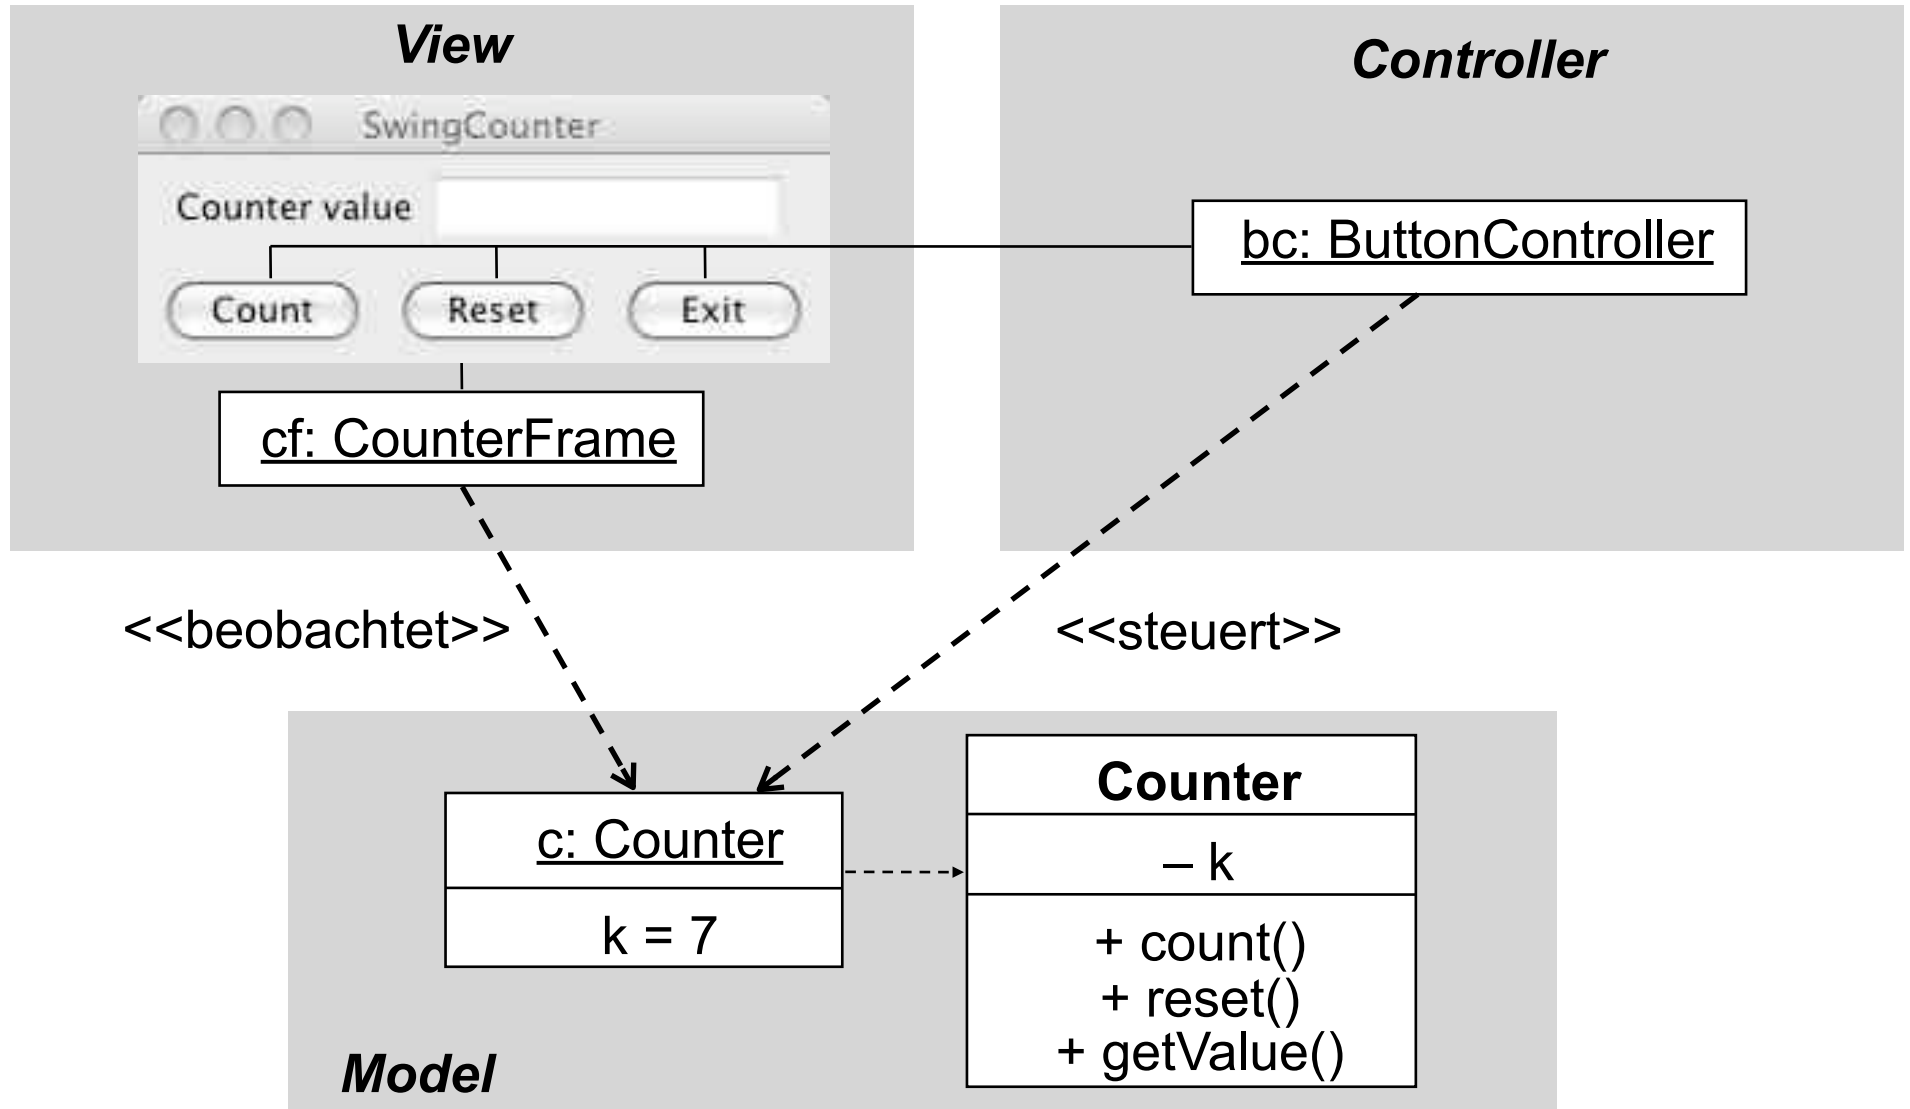 View
Controller
SwingCounter
Counter value
bc: ButtonController
Count
Reset
Exit
cf: CounterFrame
<<beobachtet>>
<<steuert>>
c: Counter
k = 7
Counter
– k
+ count()
+ reset()
+ getValue()
Model